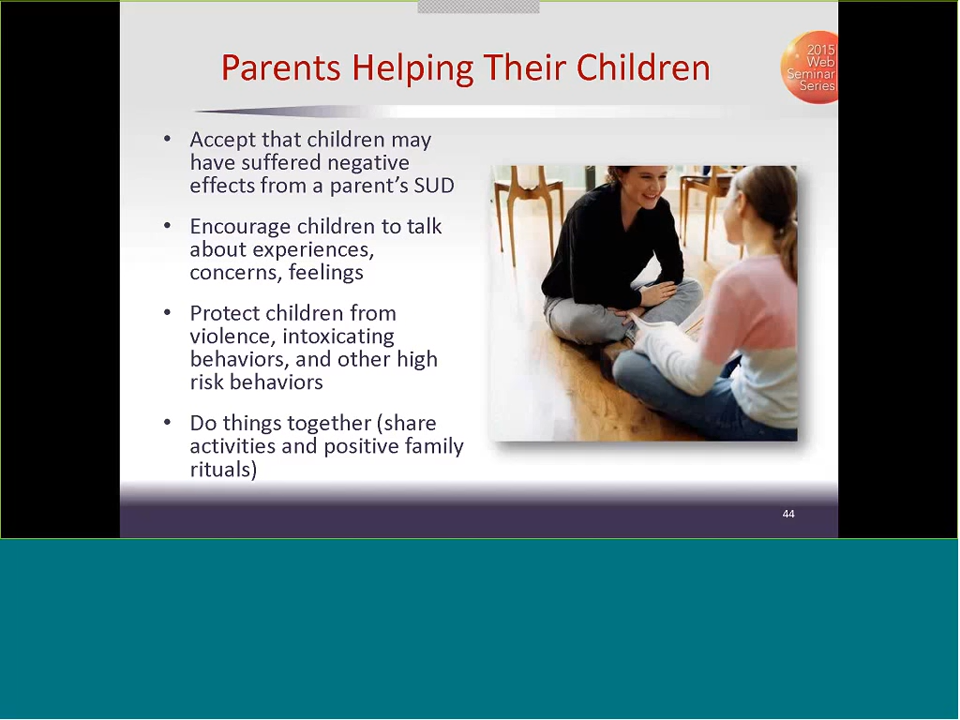 Parents Helping Their Children
2015
Web
Seminar
Series
• Accept that children may
have suffered negative
effects from a parent’s SUD
• Encourage children to talk
about experiences,
concerns, feelings
• Protect children from
violence, intoxicating
behaviors, and other high
risk behaviors
• Do things together (share
activities and positive family
rituals)
44